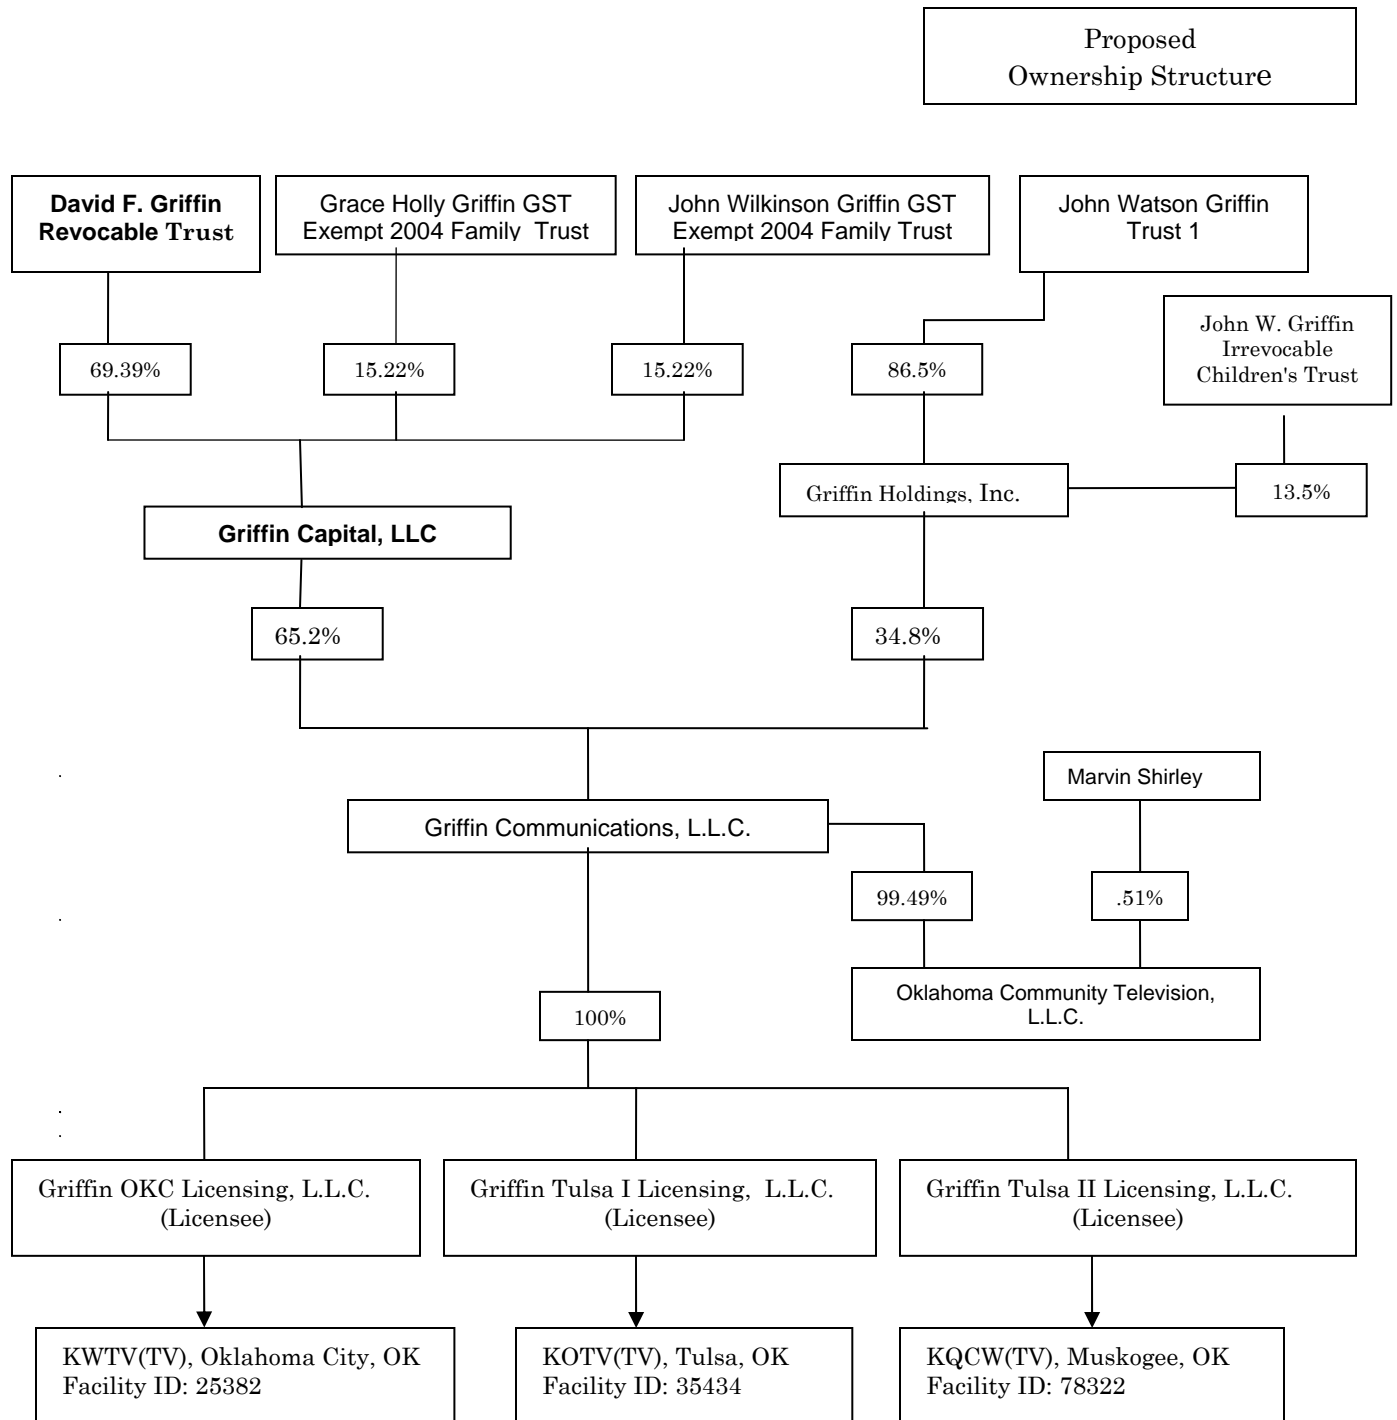 Proposed
Ownership Structure
David F. Griffin
Revocable Trust
Grace Holly Griffin GST
Exempt 2004 Family Trust
John Wilkinson Griffin GST
Exempt 2004 Family Trust
John Watson Griffin
Trust 1
John W. Griffin
Irrevocable
Children's Trust
69.39%
15.22%
15.22%
86.5%
Griffin Holdings, Inc.
13.5%
Griffin Capital, LLC
65.2%
34.8%
Marvin Shirley
Griffin Communications, L.L.C.
99.49%
.51%
Oklahoma Community Television,
L.L.C.
100%
Griffin OKC Licensing, L.L.C.
(Licensee)
Griffin Tulsa I Licensing, L.L.C.
(Licensee)
Griffin Tulsa II Licensing, L.L.C.
(Licensee)
KWTV(TV), Oklahoma City, OK
Facility ID: 25382
KOTV(TV), Tulsa, OK
Facility ID: 35434
KQCW(TV), Muskogee, OK
Facility ID: 78322